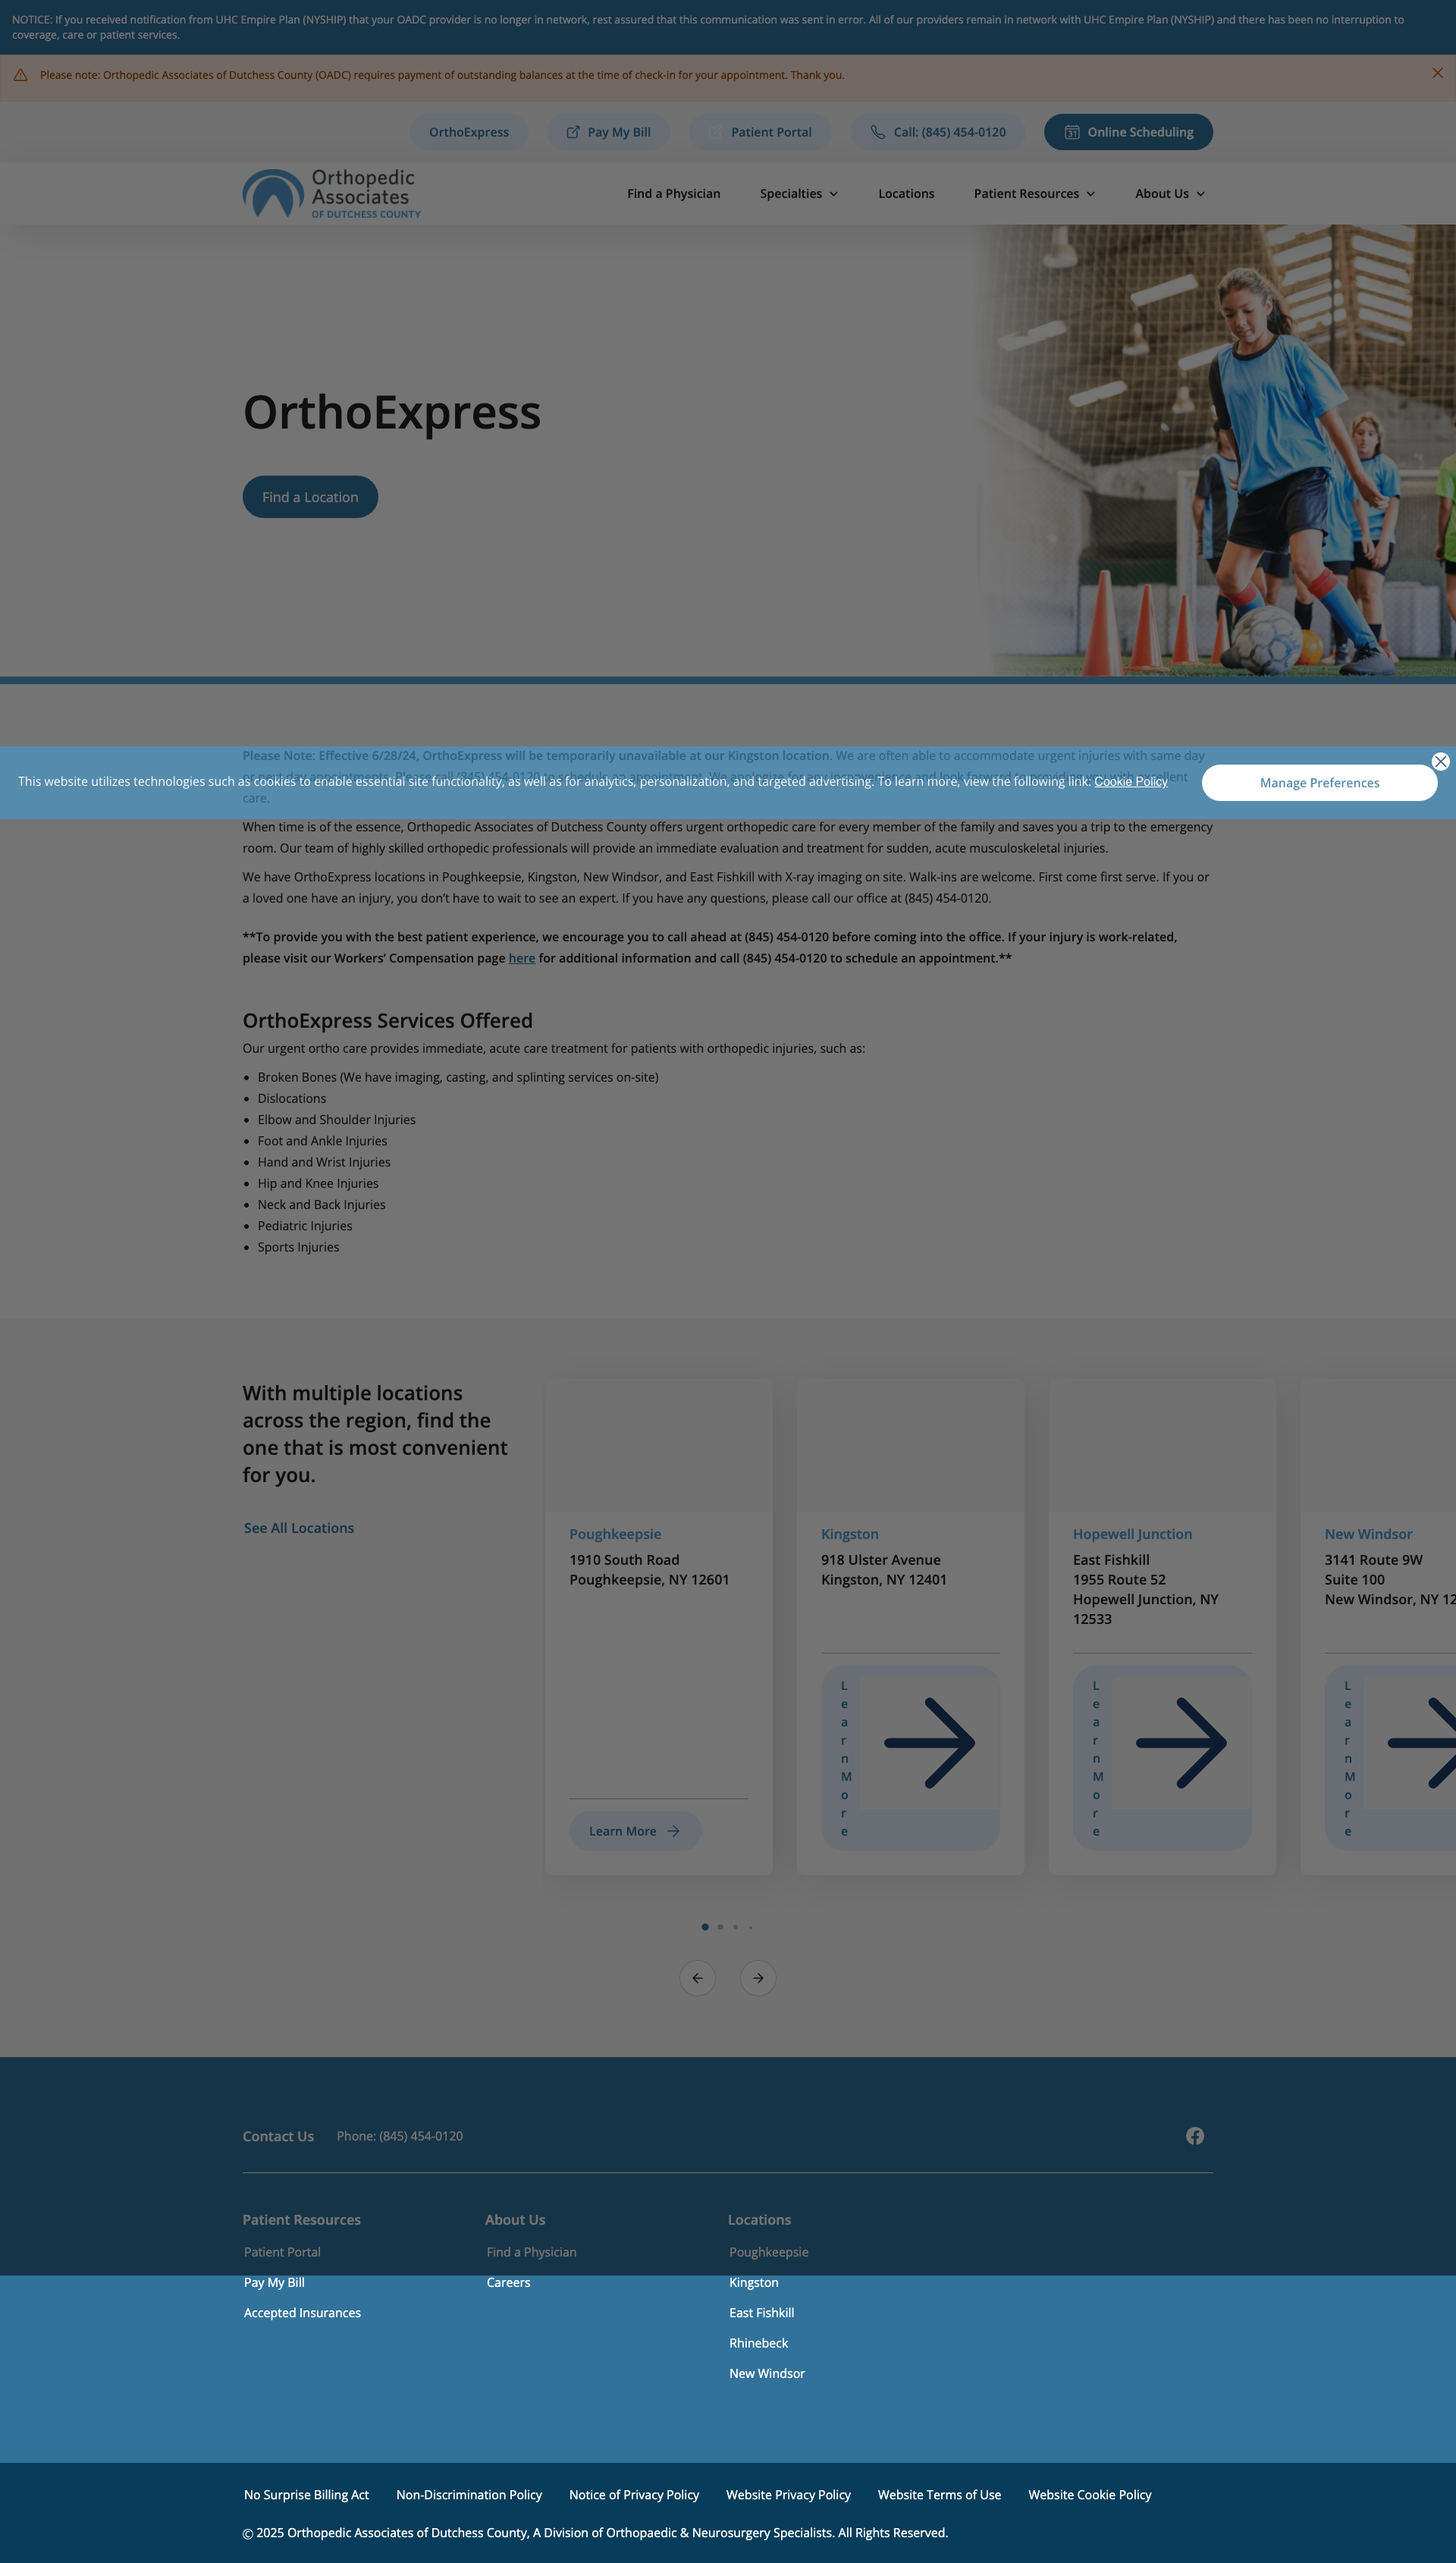 NOTICE: If you received notification from UHC Empire Plan (NYSHIP) that your OADC provider is no longer in network, rest assured that this communication was sent in error. All of our providers remain in network with UHC Empire Plan (NYSHIP) and there has been no interruption to
coverage, care or patient services.
Please note: Orthopedic Associates of Dutchess County (OADC) requires payment of outstanding balances at the time of check-in for your appointment. Thank you.
OrthoExpress
Pay My Bill
Patient Portal
Call: (845) 454-0120
31 Online Scheduling
Orthopedic
Associates
OF DUTCHESS COUNTY
Find a Physician
Specialties
Locations
Patient Resources
About Us
OrthoExpress
Find a Location
Please Note: Effective 6/28/24, OrthoExpress will be temporarily unavailable at our Kingston location. We are often able to accommodate urgent injuries with same day
This website utilizes technologies such as cookies to enable essential site functionality, as well as for analytics, personalization, and targeted advertising. To learn more, view the following link: Cookie Policy
Manage Preferences
care.
When time is of the essence, Orthopedic Associates of Dutchess County offers urgent orthopedic care for every member of the family and saves you a trip to the emergency
room. Our team of highly skilled orthopedic professionals will provide an immediate evaluation and treatment for sudden, acute musculoskeletal injuries.
We have OrthoExpress locations in Poughkeepsie, Kingston, New Windsor, and East Fishkill with X-ray imaging on site. Walk-ins are welcome. First come first serve. If you or
a loved one have an injury, you don’t have to wait to see an expert. If you have any questions, please call our office at (845) 454-0120.
**To provide you with the best patient experience, we encourage you to call ahead at (845) 454-0120 before coming into the office. If your injury is work-related,
please visit our Workers’ Compensation page here for additional information and call (845) 454-0120 to schedule an appointment.**
OrthoExpress Services Offered
Our urgent ortho care provides immediate, acute care treatment for patients with orthopedic injuries, such as:
• Broken Bones (We have imaging, casting, and splinting services on-site)
• Dislocations
• Elbow and Shoulder Injuries
• Foot and Ankle Injuries
• Hand and Wrist Injuries
• Hip and Knee Injuries
• Neck and Back Injuries
• Pediatric Injuries
• Sports Injuries
With multiple locations
across the region, find the
one that is most convenient
for you.
See All Locations
Poughkeepsie
1910 South Road
Poughkeepsie, NY 12601
Learn More
Kingston
918 Ulster Avenue
Kingston, NY 12401
Learn More
Hopewell Junction
East Fishkill
1955 Route 52
Hopewell Junction, NY
12533
Learn More
New Windsor
3141 Route 9W
Suite 100
New Windsor, NY 12
Learn More
Contact Us
Phone: (845) 454-0120
Patient Resources
Patient Portal
Pay My Bill
Accepted Insurances
About Us
Find a Physician
Careers
Locations
Poughkeepsie
Kingston
East Fishkill
Rhinebeck
New Windsor
No Surprise Billing Act
Non-Discrimination Policy
Notice of Privacy Policy
Website Privacy Policy
Website Terms of Use
Website Cookie Policy
© 2025 Orthopedic Associates of Dutchess County, A Division of Orthopaedic & Neurosurgery Specialists. All Rights Reserved.